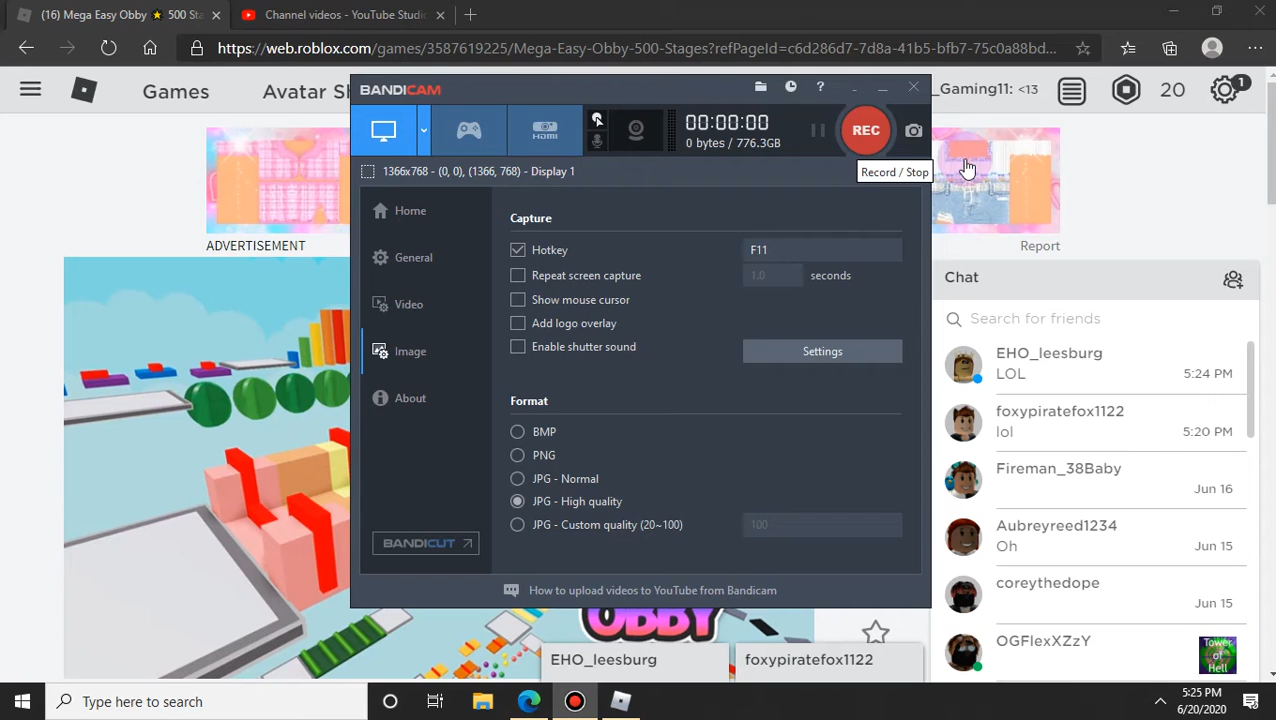 (16) Mega Easy Obby ⭐ 500 Sta
Channel videos - YouTube Studio
https://web.roblox.com/games/3587619225/Mega-Easy-Obby-500-Stages?refPageId=c6d286d7-7d8a-41b5-bfb7-75c0a88bd...
Games
Avatar Sh
_Gaming11: <13
20
1
ADVERTISEMENT
Report
BANDICAM
?
HDMI
00:00:00
0 bytes / 776.3GB
REC
Record / Stop
1366x768 - (0, 0), (1366, 768) - Display 1
Home
General
Video
Image
About
BANDICUT
Capture
Hotkey
F11
Repeat screen capture
1.0
seconds
Show mouse cursor
Add logo overlay
Enable shutter sound
Settings
Format
BMP
PNG
JPG - Normal
JPG - High quality
JPG - Custom quality (20~100)
100
How to upload videos to YouTube from Bandicam
OBBY
Chat
Search for friends
EHO_leesburg
LOL
5:24 PM
foxypiratefox1122
lol
5:20 PM
Fireman_38Baby
Jun 16
Aubreyreed1234
Oh
Jun 15
coreythedope
Jun 15
OGFlexXZzY
Tower of Hell
EHO_leesburg
foxypiratefox1122
Type here to search
5:25 PM
6/20/2020